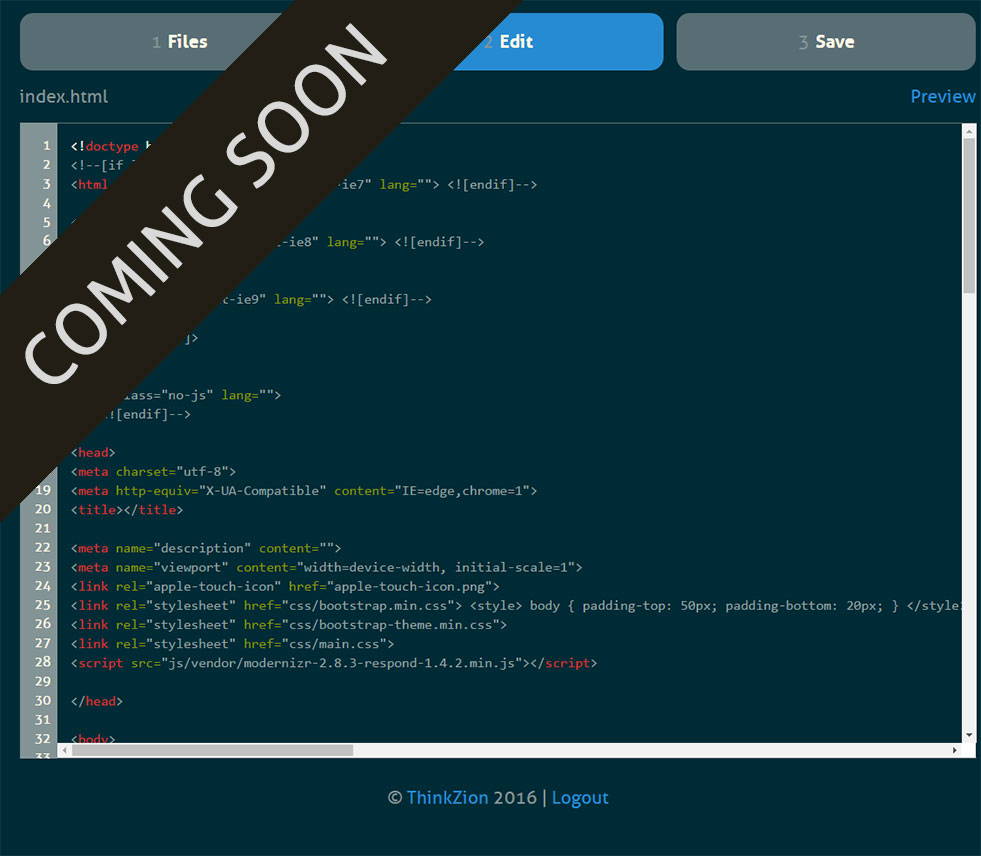 1 Files
2 Edit
3 Save
COMING SOON
index.html
Preview
1 <!doctype
2 <!--[if
3 <html ie7" lang=""> <![endif]-->
4
5
6 -ie8" lang=""> <![endif]-->
t-ie9" lang=""> <![endif]-->
]>
class="no-js" lang="">
<![endif]-->
<head>
<meta charset="utf-8">
19 <meta http-equiv="X-UA-Compatible" content="IE=edge,chrome=1">
20 <title></title>
21
22 <meta name="description" content="">
23 <meta name="viewport" content="width=device-width, initial-scale=1">
24 <link rel="apple-touch-icon" href="apple-touch-icon.png">
25 <link rel="stylesheet" href="css/bootstrap.min.css"> <style> body { padding-top: 50px; padding-bottom: 20px; } </style
26 <link rel="stylesheet" href="css/bootstrap-theme.min.css">
27 <link rel="stylesheet" href="css/main.css">
28 <script src="js/vendor/modernizr-2.8.3-respond-1.4.2.min.js"></script>
29
30 </head>
31
32 <body>
33
© ThinkZion 2016 | Logout